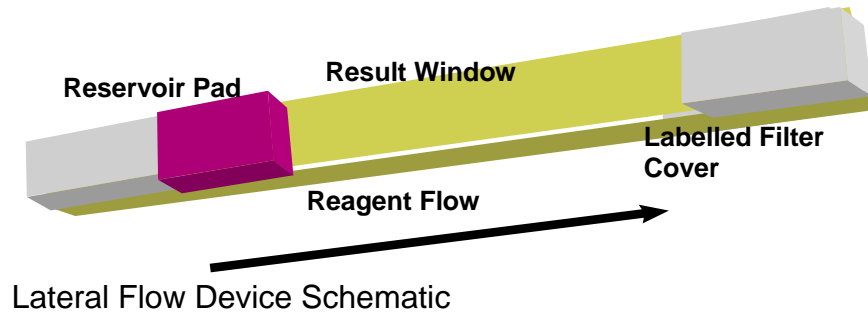 Result Window
Reservoir Pad
Labelled Filter
Cover
Reagent Flow
Lateral Flow Device Schematic